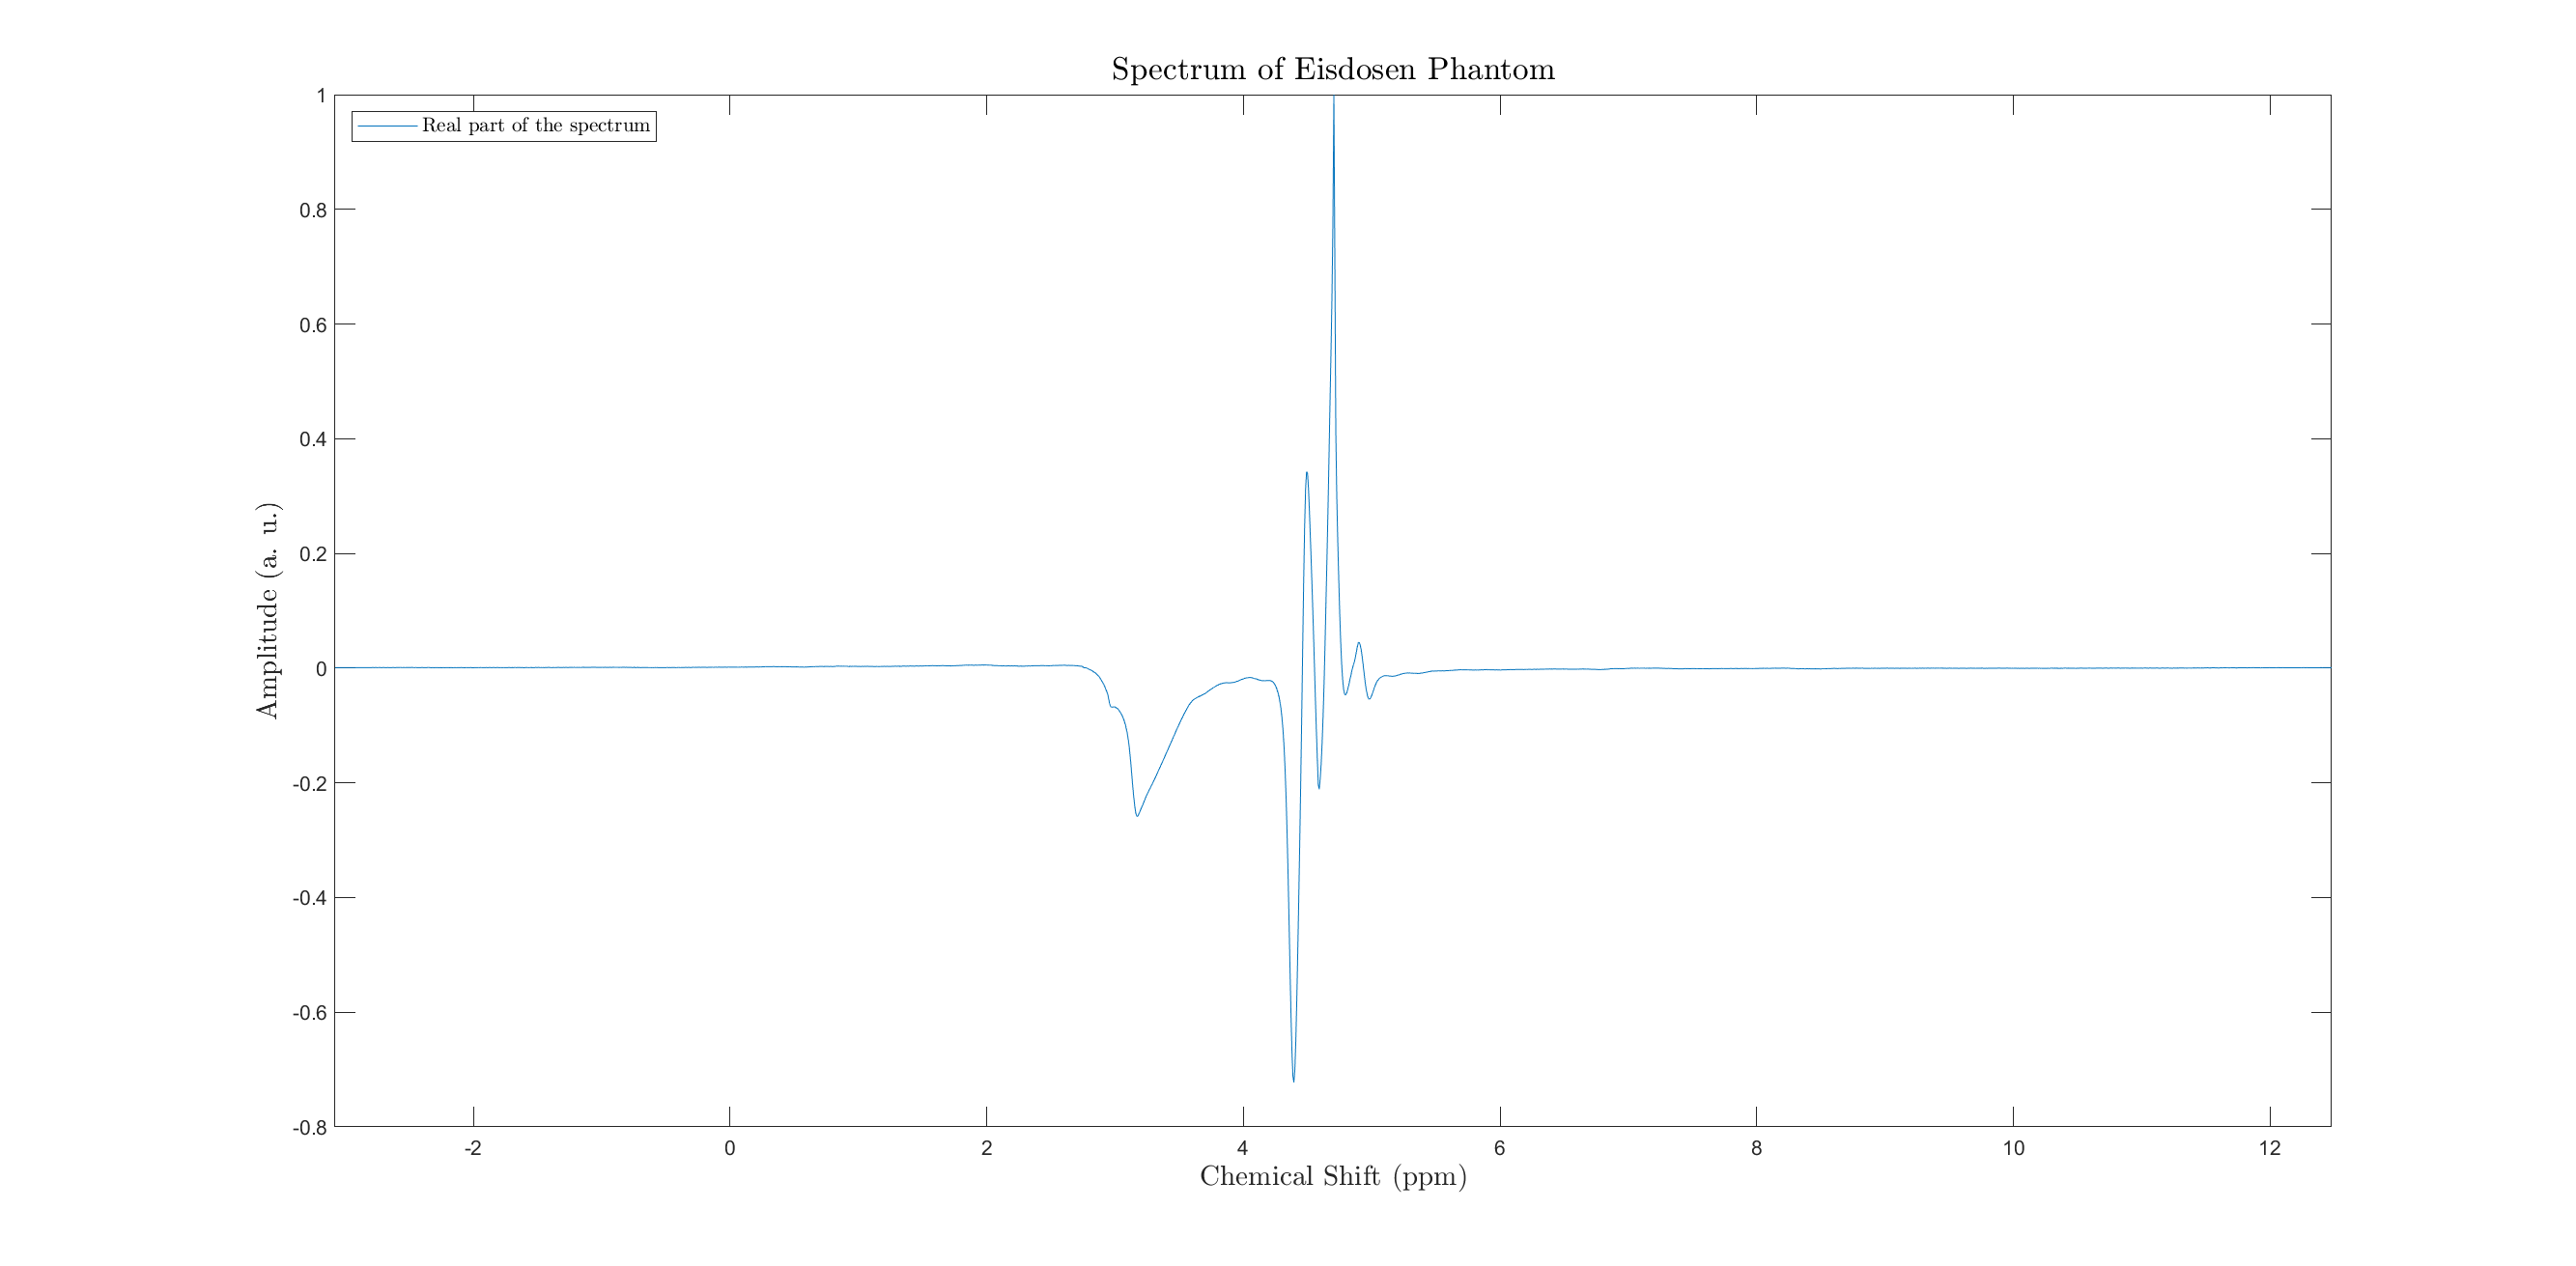 Spectrum of Eisdosen Phantom
Real part of the spectrum
1
0.8
0.6
0.4
0.2
0
-0.2
-0.4
-0.6
-0.8
Amplitude (a. u.)
-2 0 2 4 6 8 10 12
Chemical Shift (ppm)